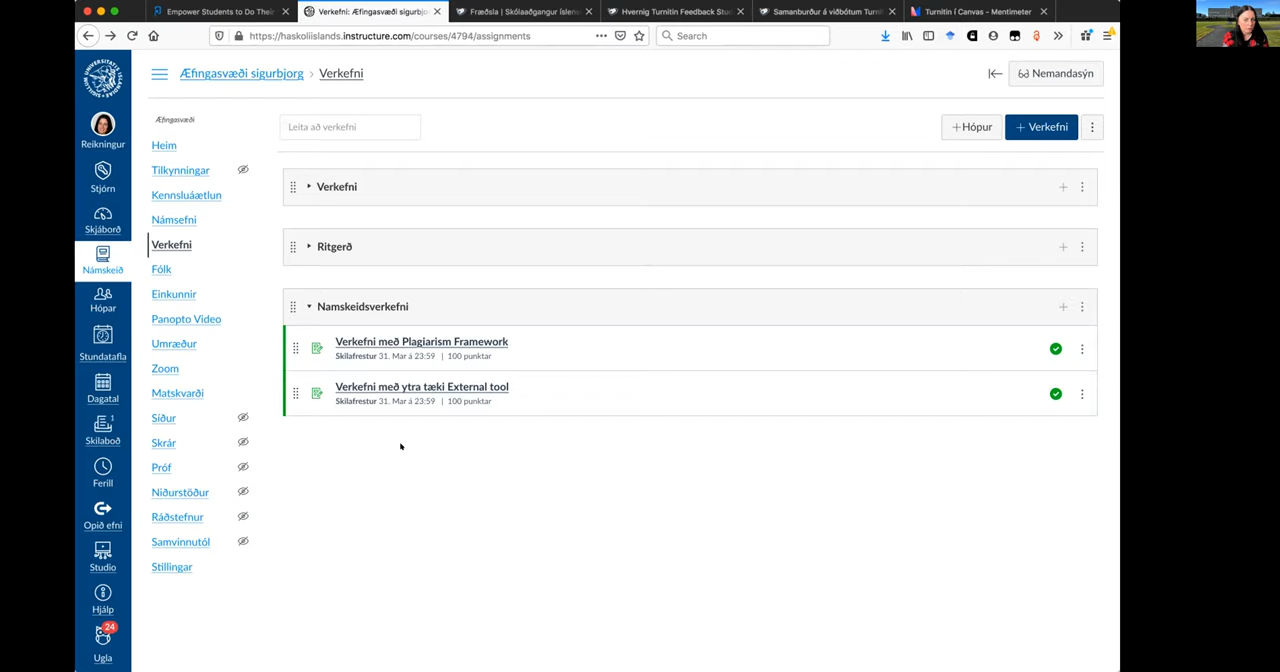 Empower Students to Do Their
Verkefni: Æfingasvæði sigurbjor
Fræðsla | Skólaaðgangur íslens
Hvernig Turnitin Feedback Stud
Samanburður á viðbótum Turni
Turnitin í Canvas - Mentimeter
https://haskoliislands.instructure.com/courses/4794/assignments
Search
Æfingasvæði sigurbjorg › Verkefni
Nemandasýn
Reikningur
Stjórn
Skjáborð
Námskeið
Hópar
Stundatafla
Dagatal
1
Skilaboð
Ferill
Opið efni
Studio
Hjálp
24
Ugla
Æfingasvæði
Heim
Tilkynningar
Kennsluáætlun
Námsefni
Verkefni
Fólk
Einkunnir
Panopto Video
Umræður
Zoom
Matskvarði
Síður
Skrár
Próf
Niðurstöður
Ráðstefnur
Samvinnutól
Stillingar
Leita að verkefni
+Hópur
+ Verkefni
Verkefni
Ritgerð
Namskeidsverkefni
Verkefni með Plagiarism Framework
Skilafrestur 31. Mar á 23:59 | 100 punktar
Verkefni með ytra tæki External tool
Skilafrestur 31. Mar á 23:59 | 100 punktar